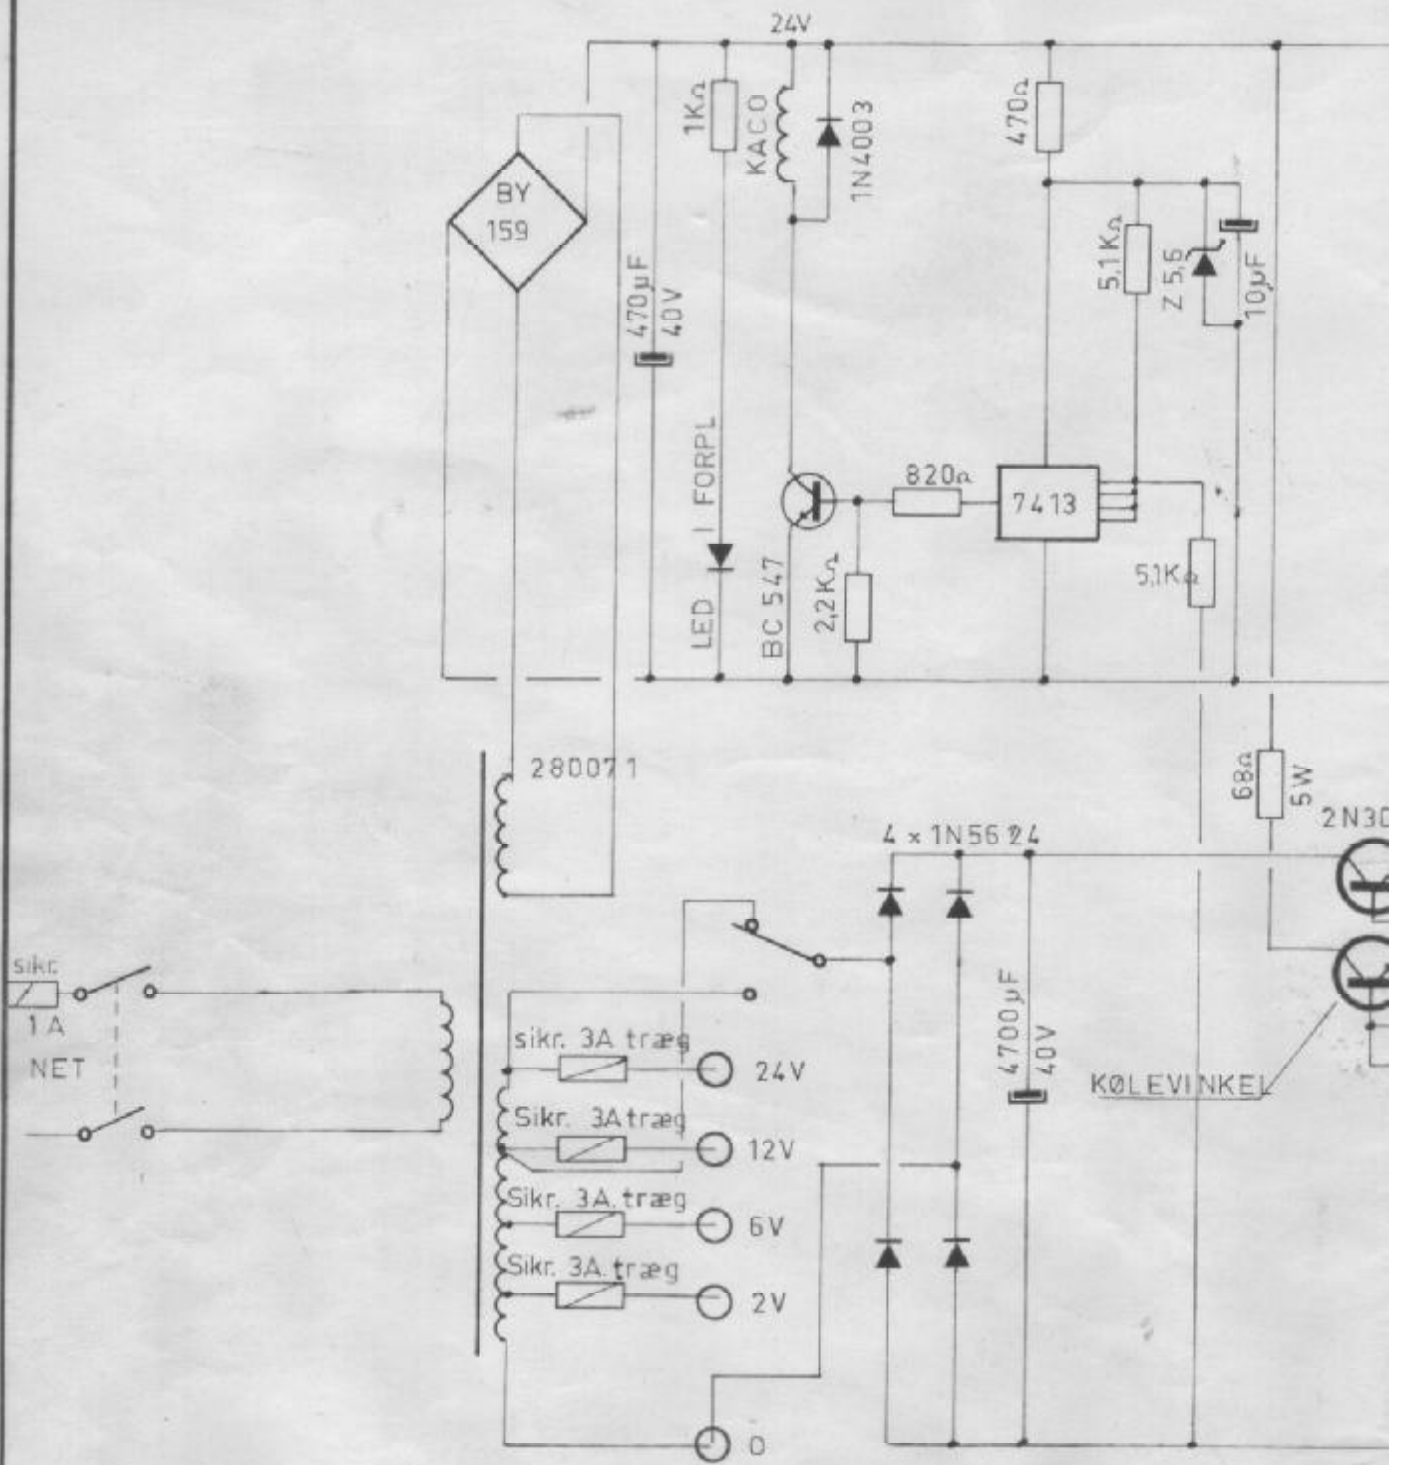 24V
1KΩ
KACO
1N4003
470Ω
BY
159
5,1KΩ
Z 5,6
10µF
470µF
40V
LED I FORPL
820Ω
7413
BC 547
2,2KΩ
5,1KΩ
280071
68Ω
5W
4 x 1N5624
sikr.
1A
NET
sikr. 3A træg
24V
4700µF
40V
KØLEVINKEL
Sikr. 3A træg
12V
Sikr. 3A. træg
6V
Sikr. 3A. træg
2V
0